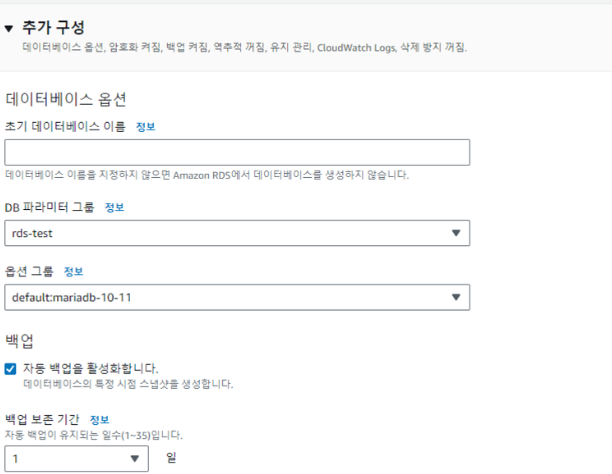 추가 구성
데이터베이스 옵션, 암호화 켜짐, 백업 켜짐, 역추적 꺼짐, 유지 관리, CloudWatch Logs, 삭제 방지 꺼짐.
데이터베이스 옵션
초기 데이터베이스 이름 정보
데이터베이스 이름을 지정하지 않으면 Amazon RDS에서 데이터베이스를 생성하지 않습니다.
DB 파라미터 그룹 정보
rds-test
옵션 그룹 정보
default:mariadb-10-11
백업
자동 백업을 활성화합니다.
데이터베이스의 특정 시점 스냅샷을 생성합니다.
백업 보존 기간 정보
자동 백업이 유지되는 일수(1~35)입니다.
1 일